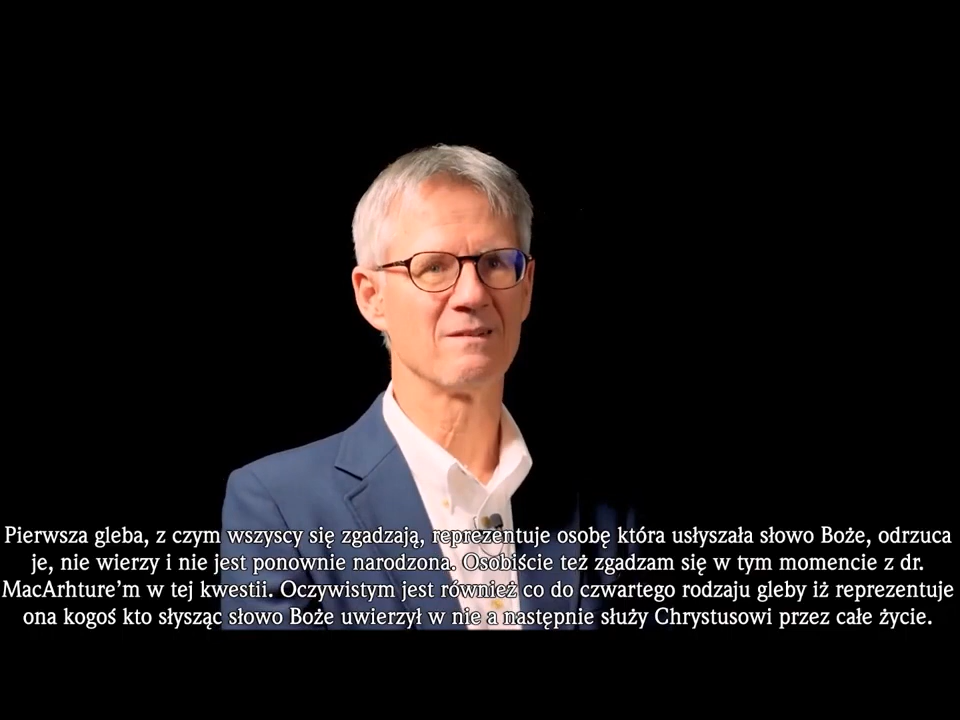 Pierwsza gleba, z czym wszyscy się zgadzają, reprezentuje osobę która usłyszała słowo Boże, odrzuca
je, nie wierzy i nie jest ponownie narodzona. Osobiście też zgadzam się w tym momencie z dr.
MacArhture'm w tej kwestii. Oczywistym jest również co do czwartego rodzaju gleby iż reprezentuje
ona kogoś kto słysząc słowo Boże uwierzył w nie a następnie służy Chrystusowi przez całe życie.